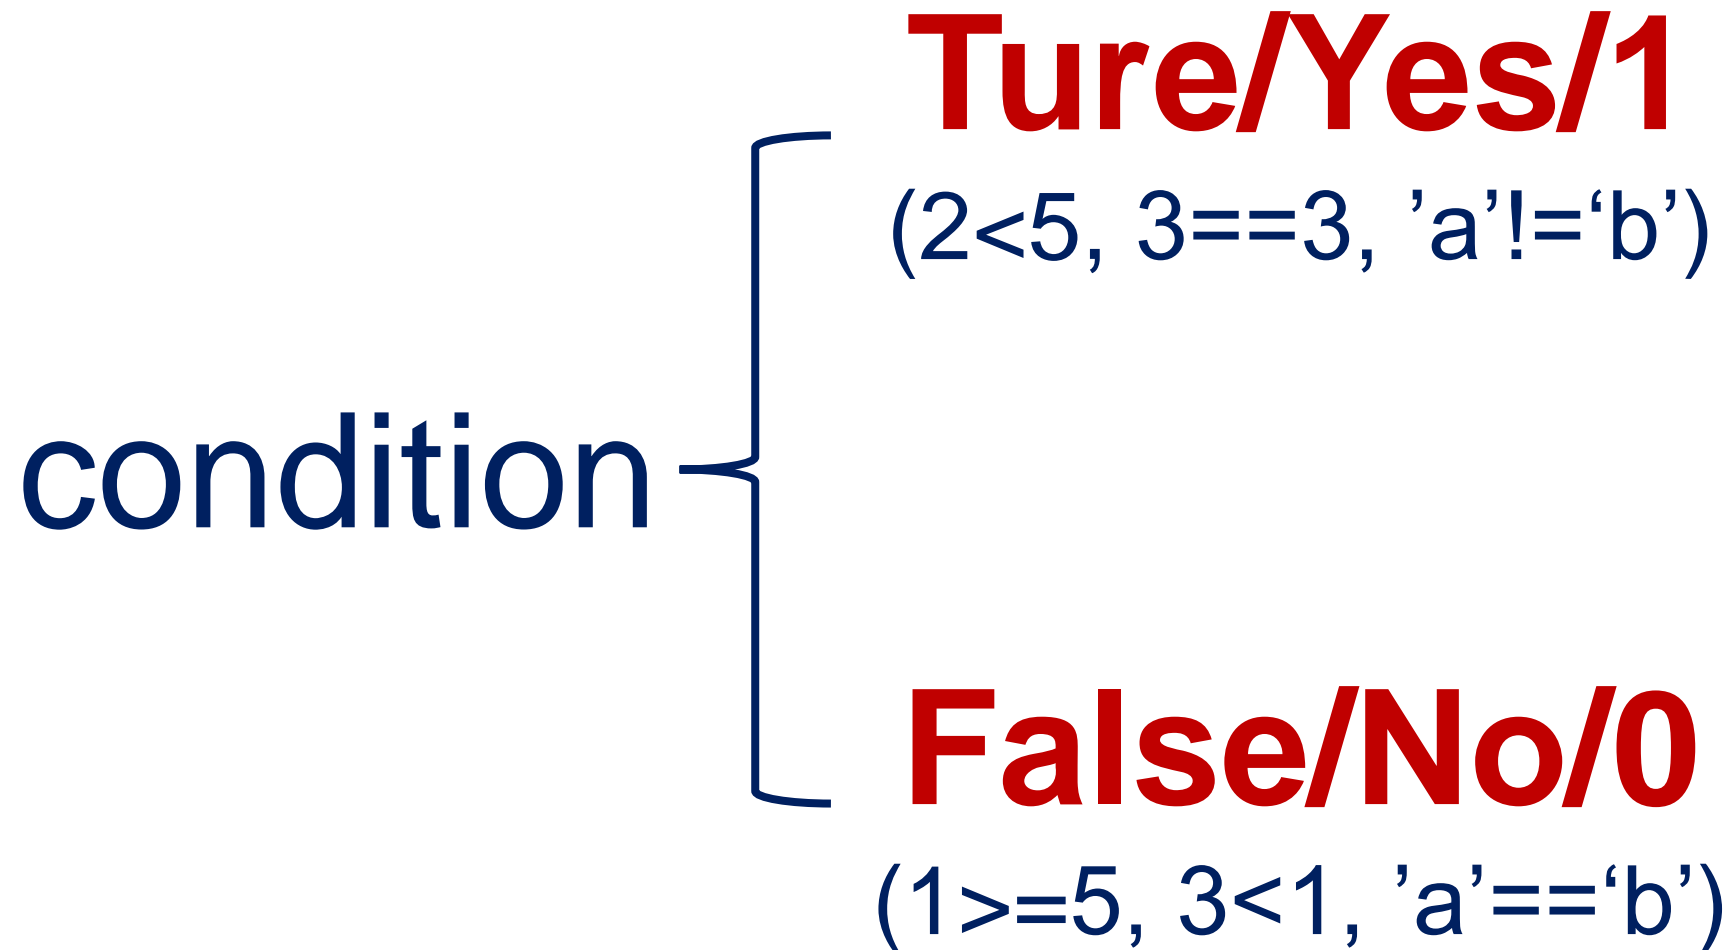 Ture/Yes/1
(2<5, 3==3, ’a’!=‘b’)
condition
False/No/0
(1>=5, 3<1, ’a’==‘b’)